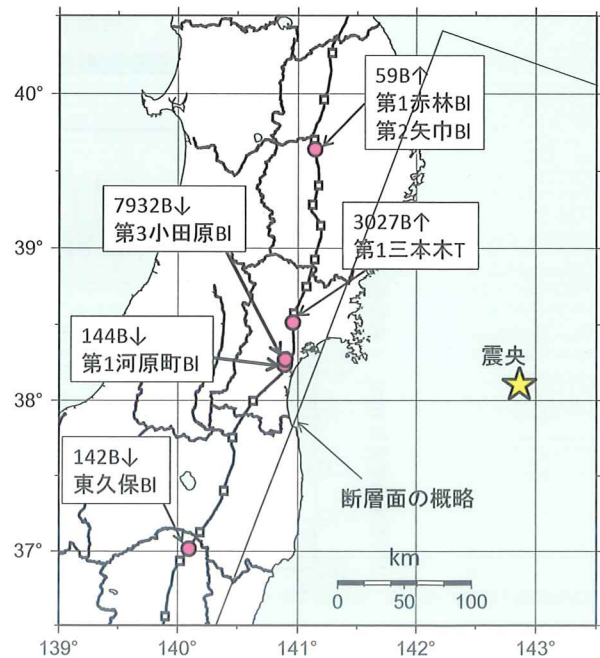 40°
59B↑
第1赤林Bl
第2矢巾Bl
7932B↓
第3小田原Bl
39°
3027B↑
第1三本木T
144B↓
第1河原町Bl
震央
38°
142B↓
東久保Bl
断層面の概略
37°
km
0 50 100
139° 140° 141° 142° 143°